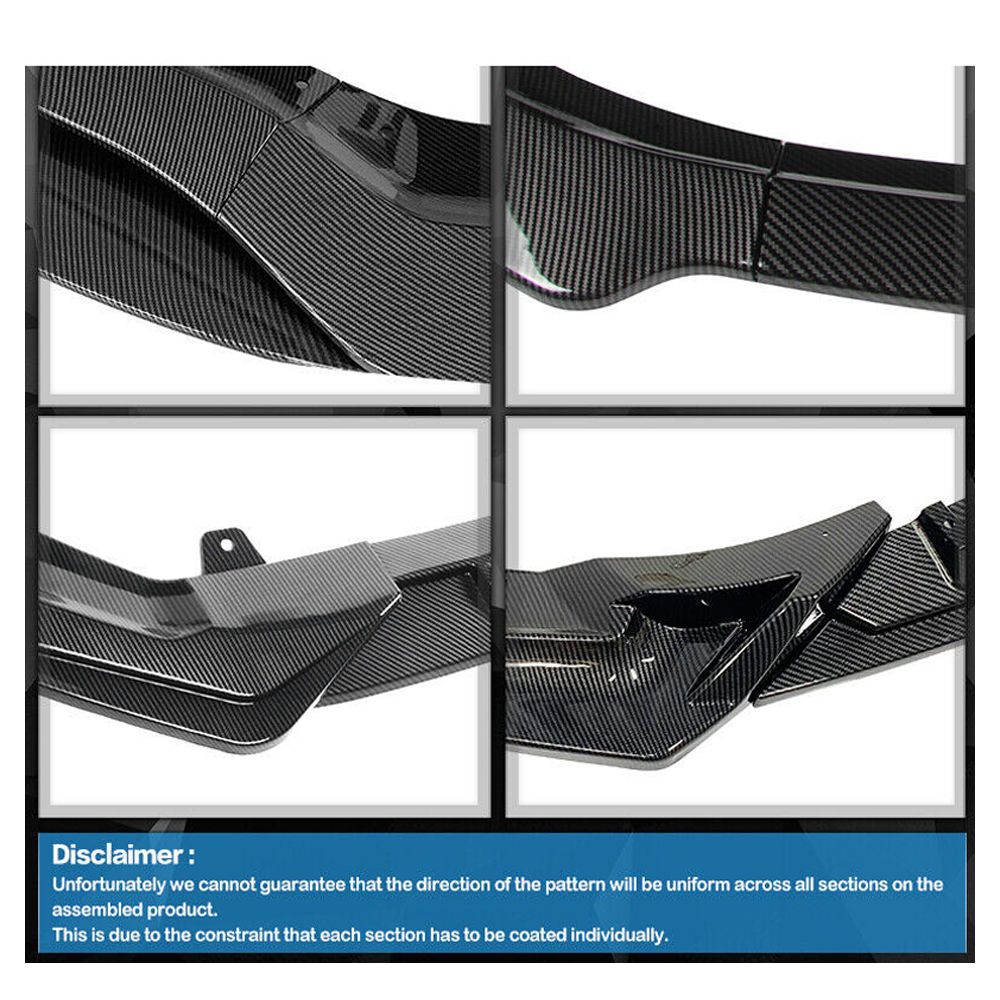 Disclaimer :
Unfortunately we cannot guarantee that the direction of the pattern will be uniform across all sections on the
assembled product.
This is due to the constraint that each section has to be coated individually.